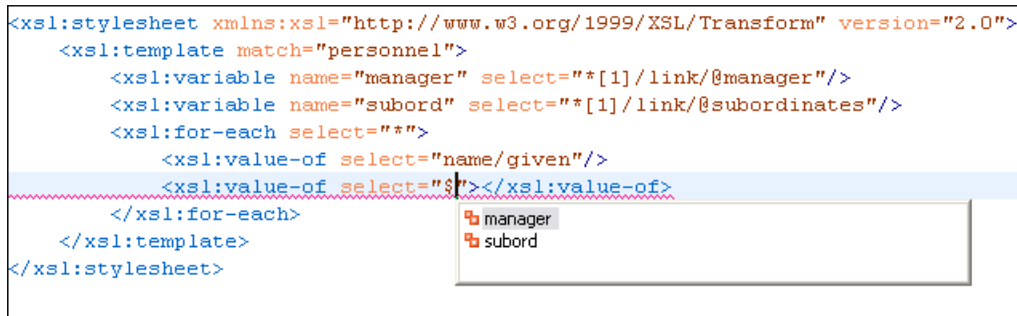 <xsl:stylesheet xmlns:xsl="http://www.w3.org/1999/XSL/Transform" version="2.0">
    <xsl:template match="personnel">
        <xsl:variable name="manager" select="*[1]/link/@manager"/>
        <xsl:variable name="subord" select="*[1]/link/@subordinates"/>
        <xsl:for-each select="*">
            <xsl:value-of select="name/given"/>
            <xsl:value-of select="$"></xsl:value-of>
        </xsl:for-each>
manager
    </xsl:template>
subord
</xsl:stylesheet>